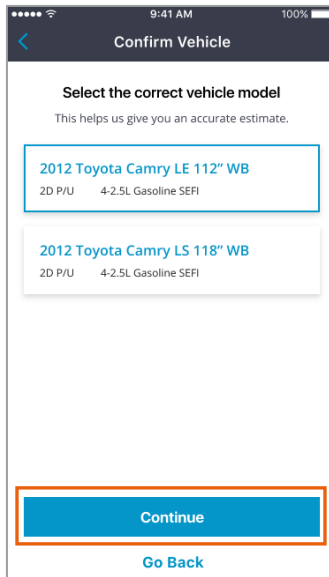 9:41 AM 100%
Confirm Vehicle
Select the correct vehicle model
This helps us give you an accurate estimate.
2012 Toyota Camry LE 112” WB
2D P/U 4-2.5L Gasoline SEFI
2012 Toyota Camry LS 118” WB
2D P/U 4-2.5L Gasoline SEFI
Continue
Go Back